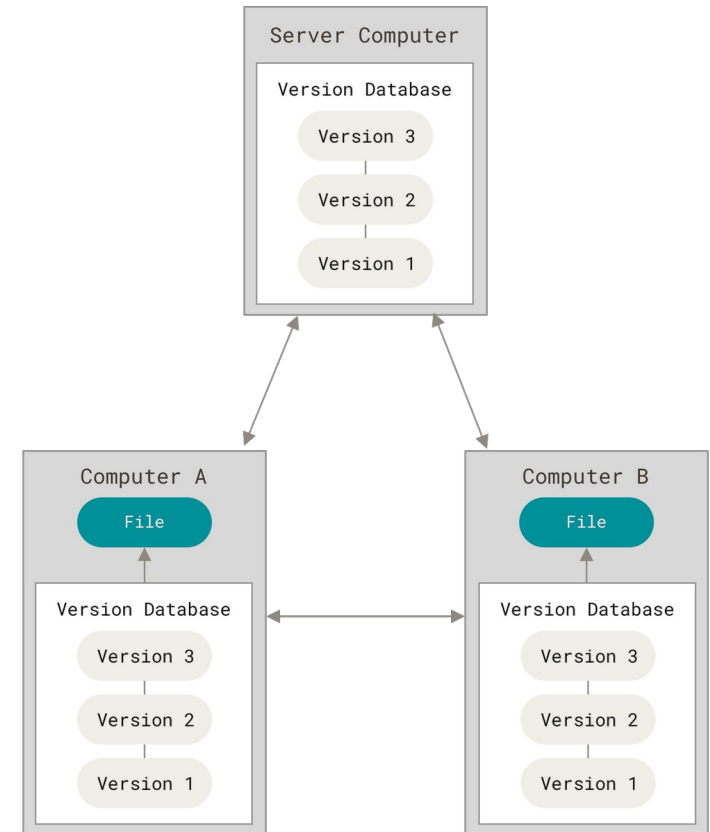 Server Computer
Version Database
Version 3
Version 2
Version 1
Computer A
File
Version Database
Version 3
Version 2
Version 1
Computer B
File
Version Database
Version 3
Version 2
Version 1